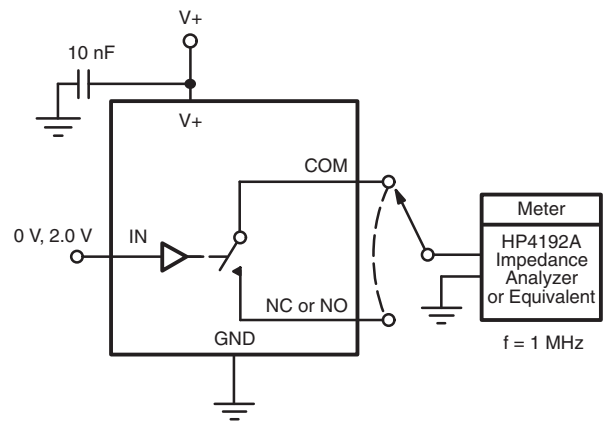 V+
10 nF
V+
COM
0 V, 2.0 V
IN
NC or NO
GND
Meter
HP4192A
Impedance
Analyzer
or Equivalent
f = 1 MHz